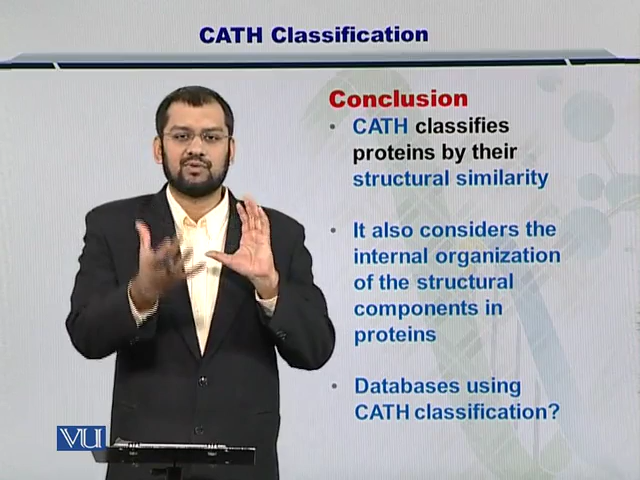 CATH Classification
Conclusion
• CATH classifies
proteins by their
structural similarity
• It also considers the
internal organization
of the structural
components in
proteins
• Databases using
CATH classification?
VU